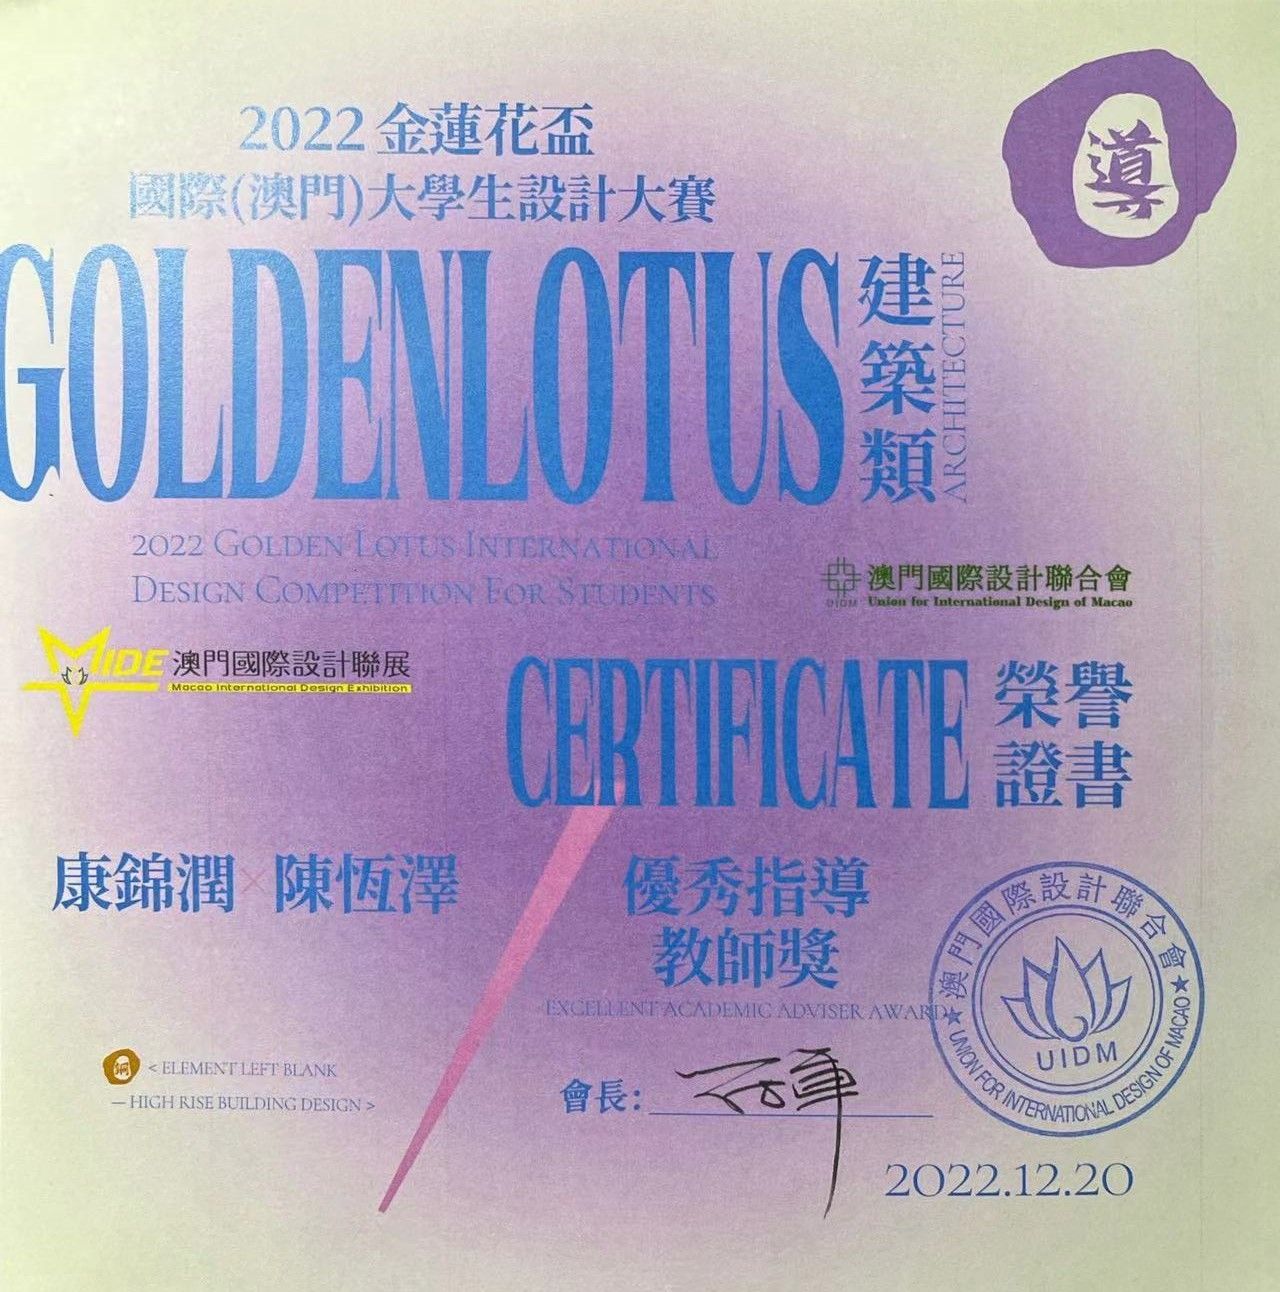 2022 金蓮花盃
國際(澳門)大學生設計大賽
導
GOLDENLOTUS
建築類
ARCHITECTURE
2022 GOLDEN LOTUS INTERNATIONAL
DESIGN COMPETITION FOR STUDENTS
UIDM
澳門國際設計聯合會
Union for International Design of Macao
MIDE
澳門國際設計聯展
Macao International Design Exhibition
CERTIFICATE
榮譽
證書
康錦潤×陳恆澤
優秀指導
教師獎
EXCELLENT ACADEMIC ADVISER AWARD
銅
< ELEMENT LEFT BLANK
— HIGH RISE BUILDING DESIGN >
會長:
澳門國際設計聯合會
UIDM
★ UNION FOR INTERNATIONAL DESIGN OF MACAO ★
2022.12.20